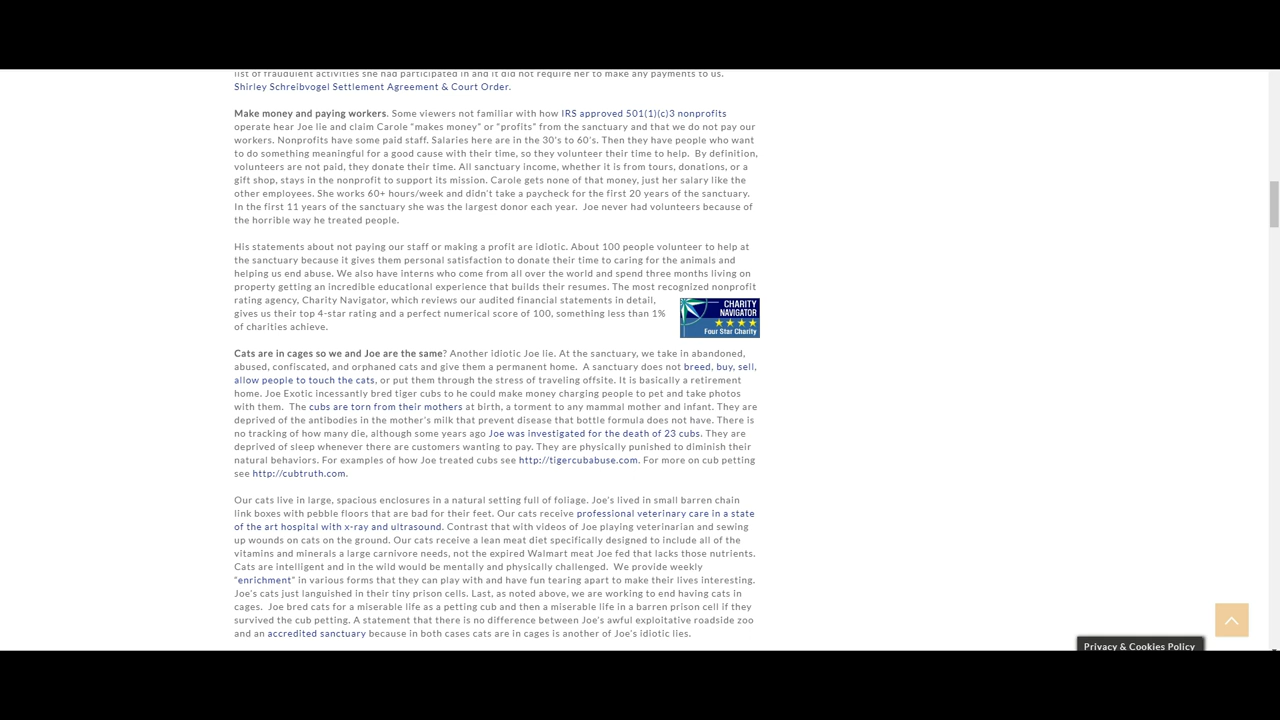 list of fraudulent activities she had participated in and it did not require her to make any payments to us.
Shirley Schreibvogel Settlement Agreement & Court Order.
Make money and paying workers. Some viewers not familiar with how IRS approved 501(1)(c)3 nonprofits
operate hear Joe lie and claim Carole "makes money" or "profits" from the sanctuary and that we do not pay our
workers. Nonprofits have some paid staff. Salaries here are in the 30's to 60's. Then they have people who want
to do something meaningful for a good cause with their time, so they volunteer their time to help.  By definition,
volunteers are not paid, they donate their time. All sanctuary income, whether it is from tours, donations, or a
gift shop, stays in the nonprofit to support its mission. Carole gets none of that money, just her salary like the
other employees. She works 60+ hours/week and didn't take a paycheck for the first 20 years of the sanctuary.
In the first 11 years of the sanctuary she was the largest donor each year.  Joe never had volunteers because of
the horrible way he treated people.
His statements about not paying our staff or making a profit are idiotic. About 100 people volunteer to help at
the sanctuary because it gives them personal satisfaction to donate their time to caring for the animals and
helping us end abuse. We also have interns who come from all over the world and spend three months living on
property getting an incredible educational experience that builds their resumes. The most recognized nonprofit
rating agency, Charity Navigator, which reviews our audited financial statements in detail,
gives us their top 4-star rating and a perfect numerical score of 100, something less than 1%
of charities achieve.
CHARITY
NAVIGATOR
Four Star Charity
Cats are in cages so we and Joe are the same? Another idiotic Joe lie. At the sanctuary, we take in abandoned,
abused, confiscated, and orphaned cats and give them a permanent home.  A sanctuary does not breed, buy, sell,
allow people to touch the cats, or put them through the stress of traveling offsite. It is basically a retirement
home. Joe Exotic incessantly bred tiger cubs to he could make money charging people to pet and take photos
with them.  The cubs are torn from their mothers at birth, a torment to any mammal mother and infant. They are
deprived of the antibodies in the mother's milk that prevent disease that bottle formula does not have. There is
no tracking of how many die, although some years ago Joe was investigated for the death of 23 cubs. They are
deprived of sleep whenever there are customers wanting to pay. They are physically punished to diminish their
natural behaviors. For examples of how Joe treated cubs see http://tigercubabuse.com. For more on cub petting
see http://cubtruth.com.
Our cats live in large, spacious enclosures in a natural setting full of foliage. Joe's lived in small barren chain
link boxes with pebble floors that are bad for their feet. Our cats receive professional veterinary care in a state
of the art hospital with x-ray and ultrasound. Contrast that with videos of Joe playing veterinarian and sewing
up wounds on cats on the ground. Our cats receive a lean meat diet specifically designed to include all of the
vitamins and minerals a large carnivore needs, not the expired Walmart meat Joe fed that lacks those nutrients.
Cats are intelligent and in the wild would be mentally and physically challenged.  We provide weekly
"enrichment" in various forms that they can play with and have fun tearing apart to make their lives interesting.
Joe's cats just languished in their tiny prison cells. Last, as noted above, we are working to end having cats in
cages.  Joe bred cats for a miserable life as a petting cub and then a miserable life in a barren prison cell if they
survived the cub petting. A statement that there is no difference between Joe's awful exploitative roadside zoo
and an accredited sanctuary because in both cases cats are in cages is another of Joe's idiotic lies.
Privacy & Cookies Policy